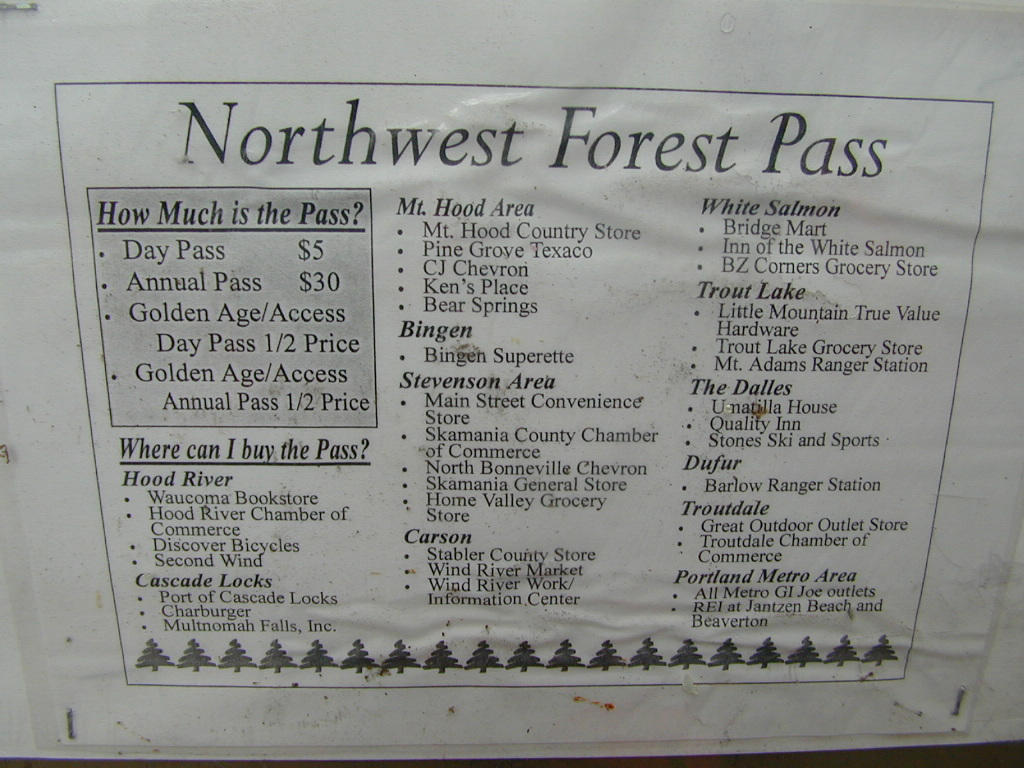 Northwest Forest Pass
How Much is the Pass?
• Day Pass $5
• Annual Pass $30
• Golden Age/Access
Day Pass 1/2 Price
• Golden Age/Access
Annual Pass 1/2 Price
Where can I buy the Pass?
Hood River
• Waucoma Bookstore
• Hood River Chamber of
Commerce
• Discover Bicycles
• Second Wind
Cascade Locks
• Port of Cascade Locks
• Charburger
• Multnomah Falls, Inc.
Mt. Hood Area
• Mt. Hood Country Store
• Pine Grove Texaco
• CJ Chevron
• Ken's Place
• Bear Springs
Bingen
• Bingen Superette
Stevenson Area
• Main Street Convenience
Store
• Skamania County Chamber
of Commerce
• North Bonneville Chevron
• Skamania General Store
• Home Valley Grocery
Store
Carson
• Stabler County Store
• Wind River Market
• Wind River Work/
Information Center
White Salmon
• Bridge Mart
• Inn of the White Salmon
• BZ Corners Grocery Store
Trout Lake
• Little Mountain True Value
Hardware
• Trout Lake Grocery Store
• Mt. Adams Ranger Station
The Dalles
• Umatilla House
• Quality Inn
• Stones Ski and Sports
Dufur
• Barlow Ranger Station
Troutdale
• Great Outdoor Outlet Store
• Troutdale Chamber of
Commerce
Portland Metro Area
• All Metro GI Joe outlets
• REI at Jantzen Beach and
Beaverton